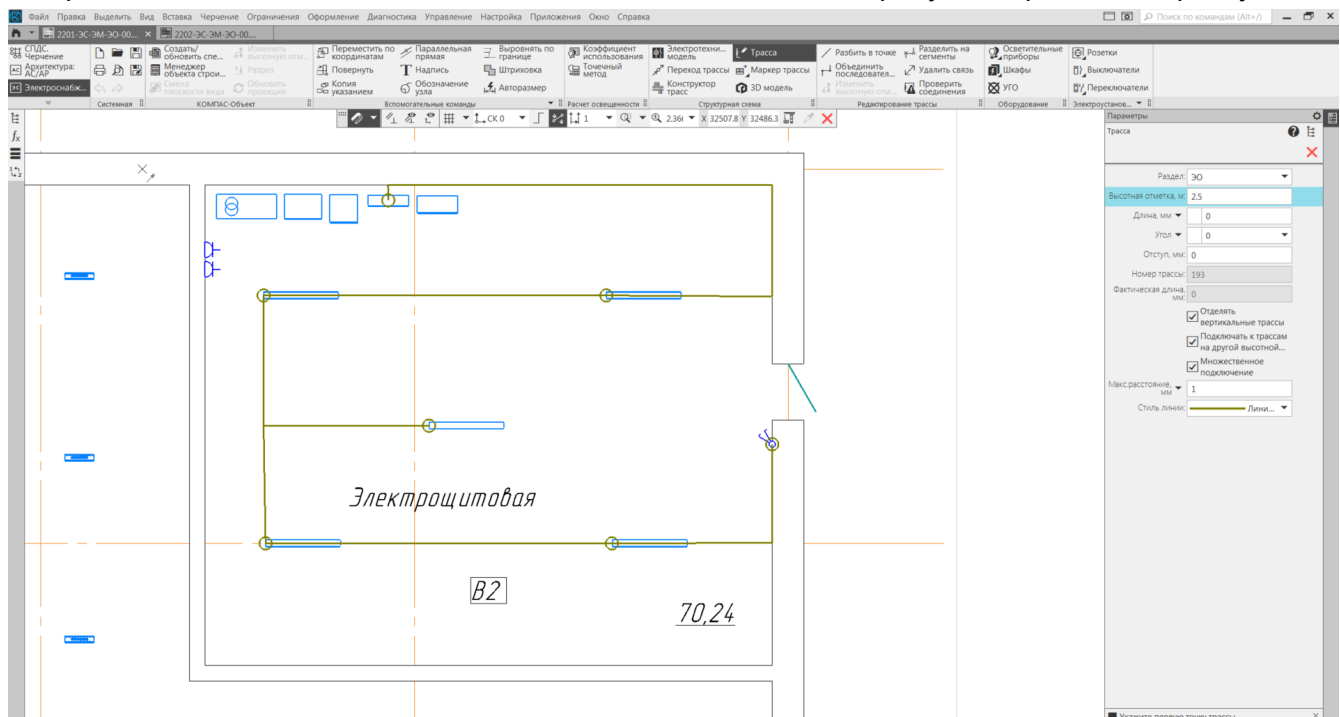 Файл Правка Выделить Вид Вставка Черчение Ограничения Оформление Диагностика Управление Настройка Приложения Окно Справка
Поиск по командам (Alt+/)
2201-ЭС-ЭМ-ЭО-00... × 2202-ЭС-ЭМ-ЭО-00....
СПДС.
Черчение
Архитектура:
АС/АР
Электроснабж...
Системная
Создать/
обновить спе...
Менеджер
объекта строи...
Смена
плоскости вида
Изменить
высотную отм...
Разрез
Обновить
проекции
КОМПАС-Объект
Переместить по
координатам
Повернуть
Копия
указанием
Параллельная
прямая
Надпись
Обозначение
узла
Выровнять по
границе
Штриховка
Авторазмер
Вспомогательные команды
Коэффициент
использования
Точечный
метод
Расчет освещенности
Электротехни...
модель
Переход трассы
Конструктор
трасс
Трасса
Маркер трассы
3D модель
Структурная схема
Разбить в точке
Объединить
последовател...
Изменить
высотную отм...
Разделить на
сегменты
Удалить связь
Проверить
соединения
Редактирование трассы
Осветительные
приборы
Шкафы
УГО
Оборудование
Розетки
Выключатели
Переключатели
Электроустанов...
СК 0 1 2.366 X 32507.8 Y 32486.3
Электрощитовая
В2
70,24
Параметры
Трасса
Раздел: ЭО
Высотная отметка, м: 2.5
Длина, мм 0
Угол 0
Отступ, мм: 0
Номер трассы: 193
Фактическая длина,
мм: 0
Отделять
вертикальные трассы
Подключать к трассам
на другой высотной...
Множественное
подключение
Макс.расстояние,
мм 1
Стиль линии: Лини...
Укажите первую точку трассы